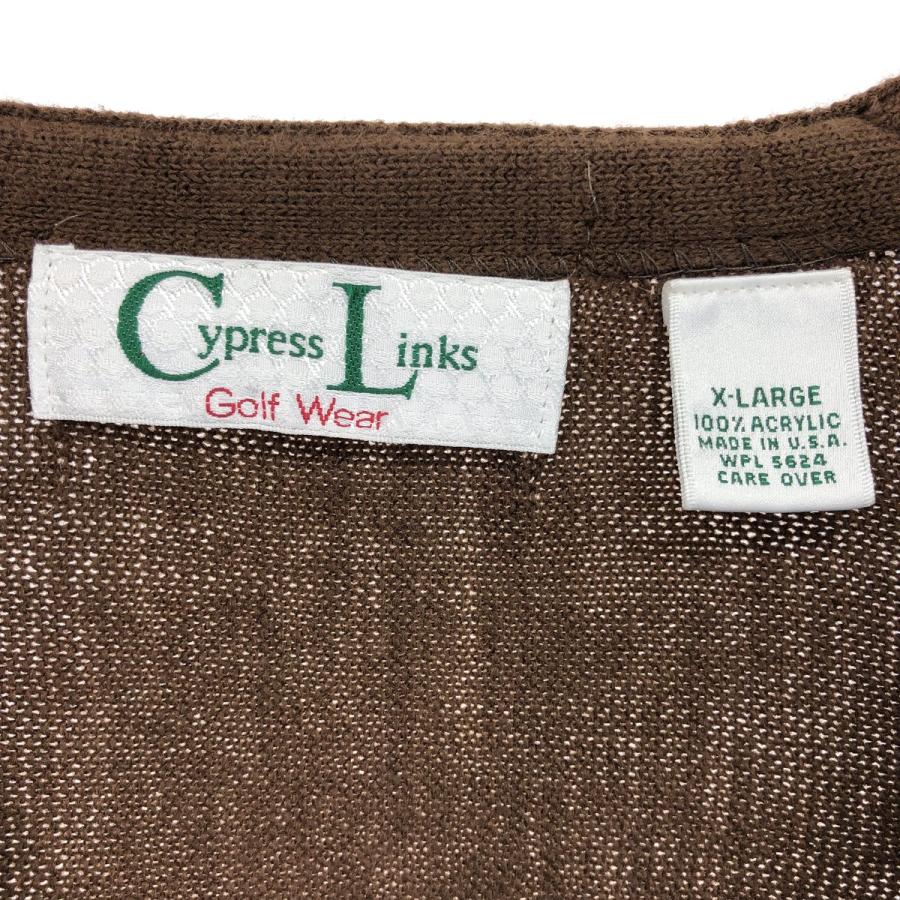 Cypress Links
Golf Wear
X-LARGE
100% ACRYLIC
MADE IN U.S.A.
WPL 5624
CARE OVER